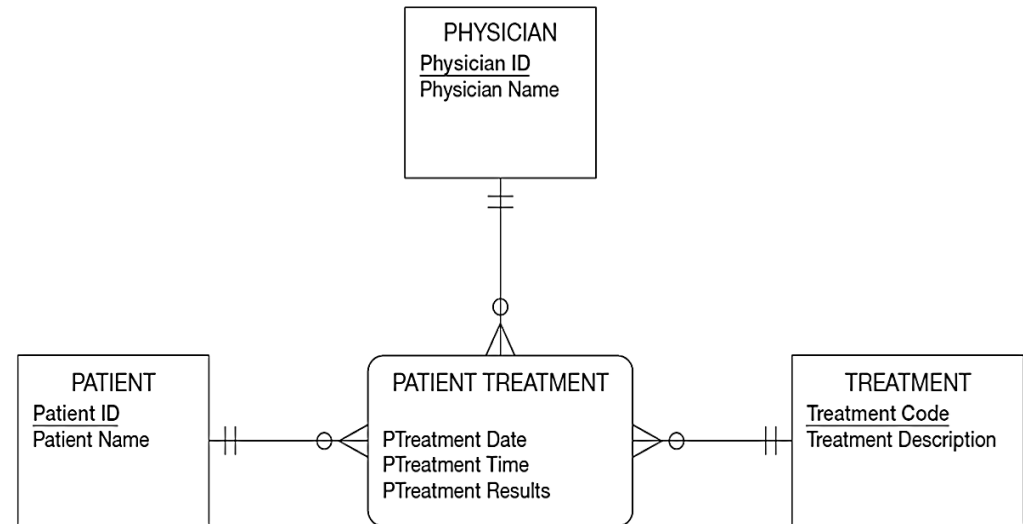 PHYSICIAN
Physician ID
Physician Name
PATIENT
Patient ID
Patient Name
PATIENT TREATMENT
PTreatment Date
PTreatment Time
PTreatment Results
TREATMENT
Treatment Code
Treatment Description